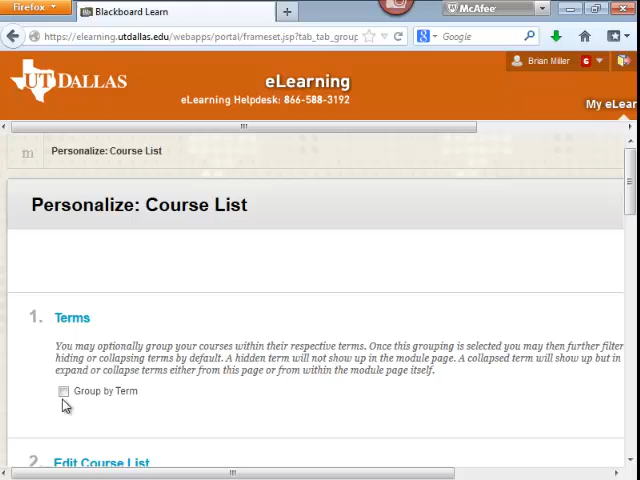 Firefox
Blackboard Learn
McAfee
https://elearning.utdallas.edu/webapps/portal/frameset.jsp?tab_tab_group
Google
UT DALLAS
eLearning
eLearning Helpdesk: 866-588-3192
Brian Miller
6
My eLear
m
Personalize: Course List
Personalize: Course List
1. Terms
You may optionally group your courses within their respective terms. Once this grouping is selected you may then further filter
hiding or collapsing terms by default. A hidden term will not show up in the module page. A collapsed term will show up but in
expand or collapse terms either from this page or from within the module page itself.
Group by Term
2. Edit Course List